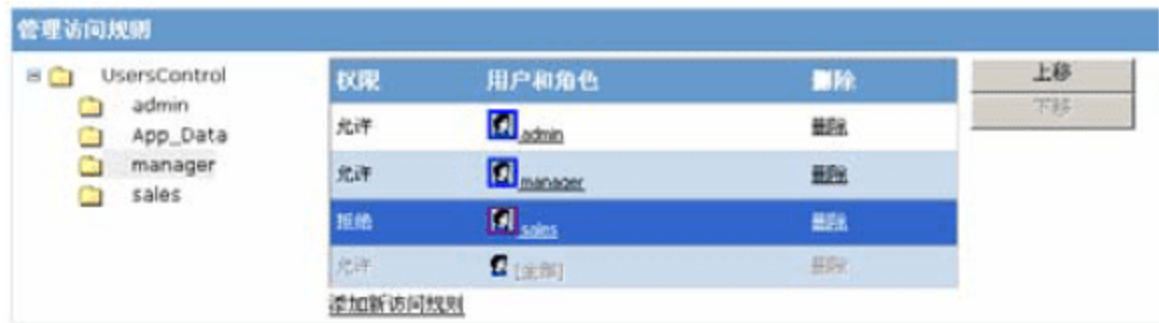 管理访问规则
UsersControl
admin
App_Data
manager
sales
权限 用户和角色 删除
允许 admin 删除
允许 manager 删除
拒绝 sales 删除
允许 [全部] 删除
添加新访问规则
上移
下移